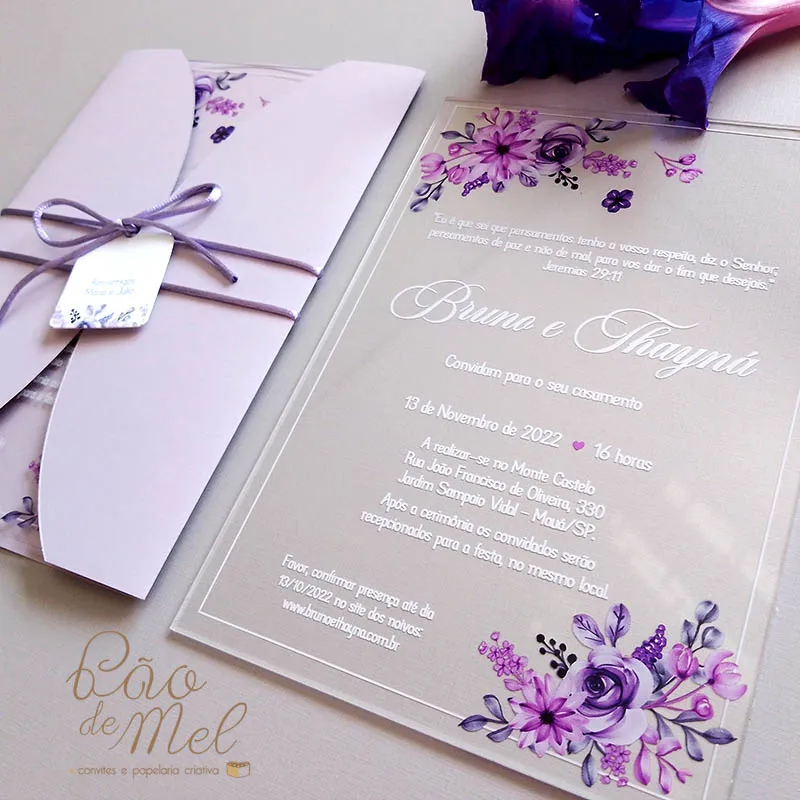 "Eu é que sei que pensamentos tenho a vosso respeito, diz o Senhor;
pensamentos de paz e não de mal, para vos dar o fim que desejais."
Jeremias 29:11
Bruno e Thayná
Convidam para o seu casamento
13 de Novembro de 2022 16 horas
A realizar-se no Monte Castelo
Rua João Francisco de Oliveira, 330
Jardim Sampaio Vidal - Mauá/SP.
Após a cerimônia os convidados serão
recepcionados para a festa, no mesmo local.
Favor, confirmar presença até dia
13/10/2022 no site dos noivos:
www.brunoethayna.com.br
Pão
de Mel
convites e papelaria criativa